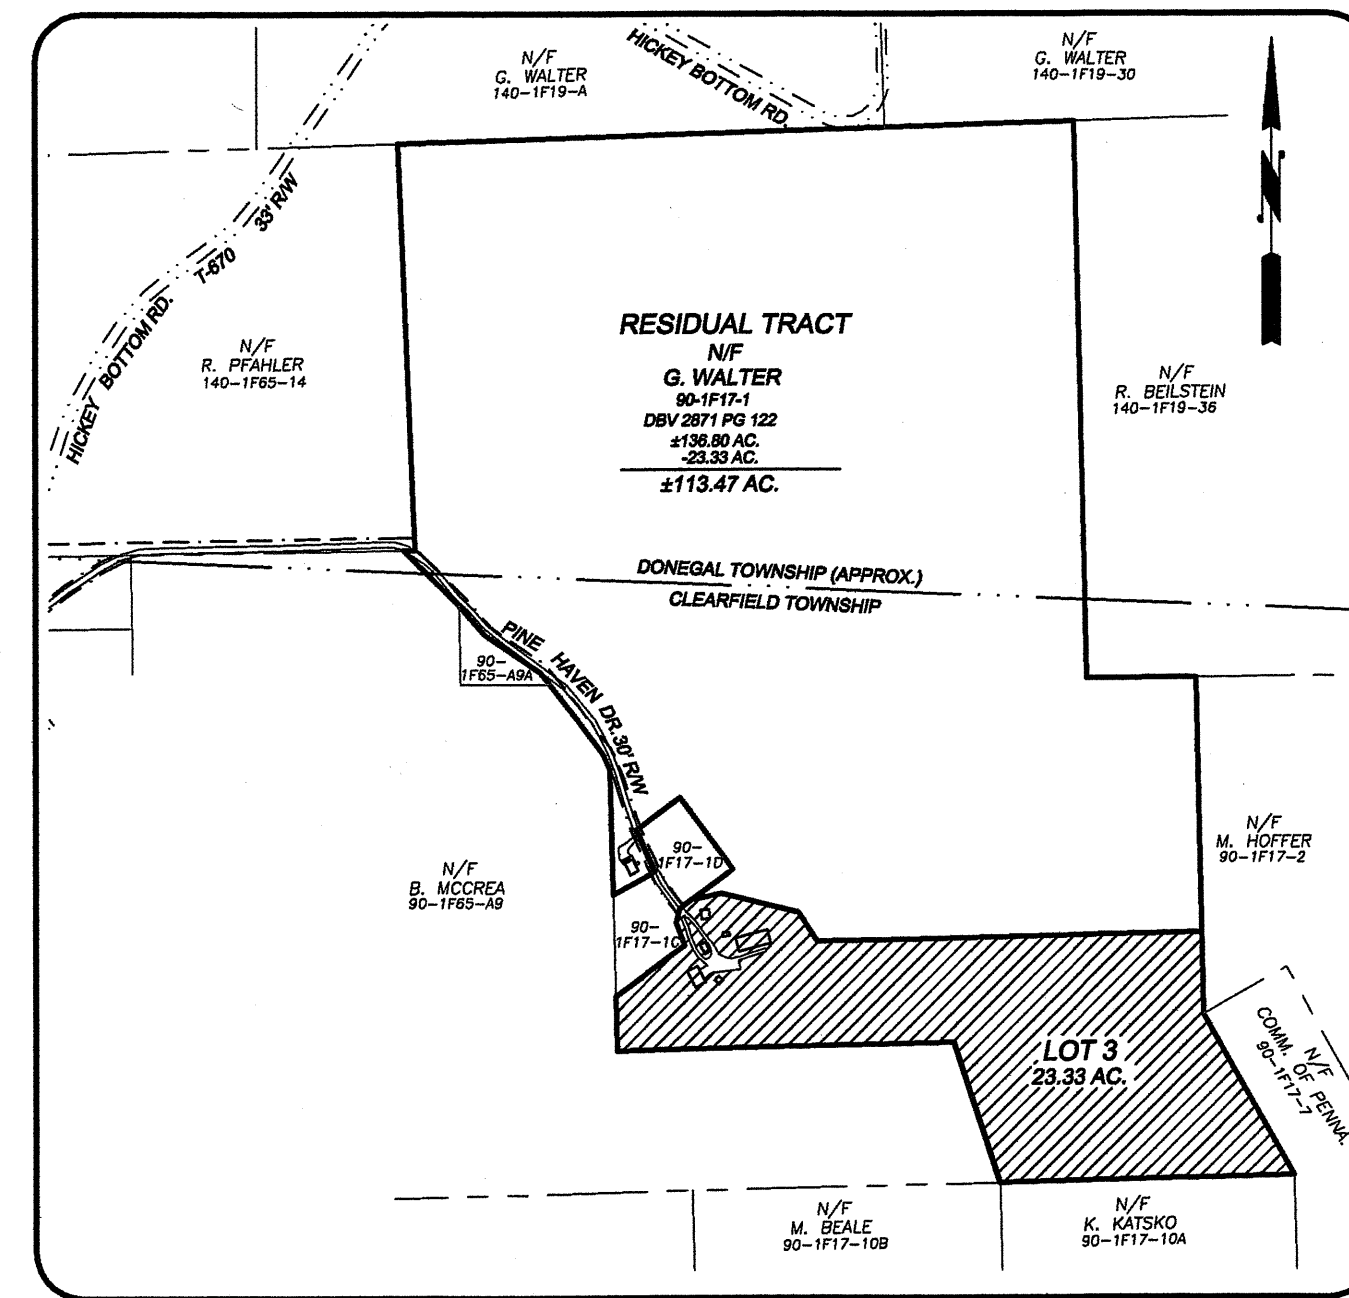 N/F
G. WALTER
140-1F19-A
HICKEY BOTTOM RD.
N/F
G. WALTER
140-1F19-30
N
33' R/W
T-670
HICKEY BOTTOM RD.
N/F
R. PFAHLER
140-1F65-14
RESIDUAL TRACT
N/F
G. WALTER
90-1F17-1
DBV 2871 PG 122
±136.80 AC.
-23.33 AC.
±113.47 AC.
N/F
R. BEILSTEIN
140-1F19-36
DONEGAL TOWNSHIP (APPROX.)
CLEARFIELD TOWNSHIP
90-
1F65-A9A
PINE HAVEN DR. 30' R/W
90-
1F17-1D
N/F
M. HOFFER
90-1F17-2
N/F
B. MCCREA
90-1F65-A9
90-
1F17-1C
LOT 3
23.33 AC.
N/F
COMM. OF PENNA.
90-1F17-7
N/F
M. BEALE
90-1F17-10B
N/F
K. KATSKO
90-1F17-10A